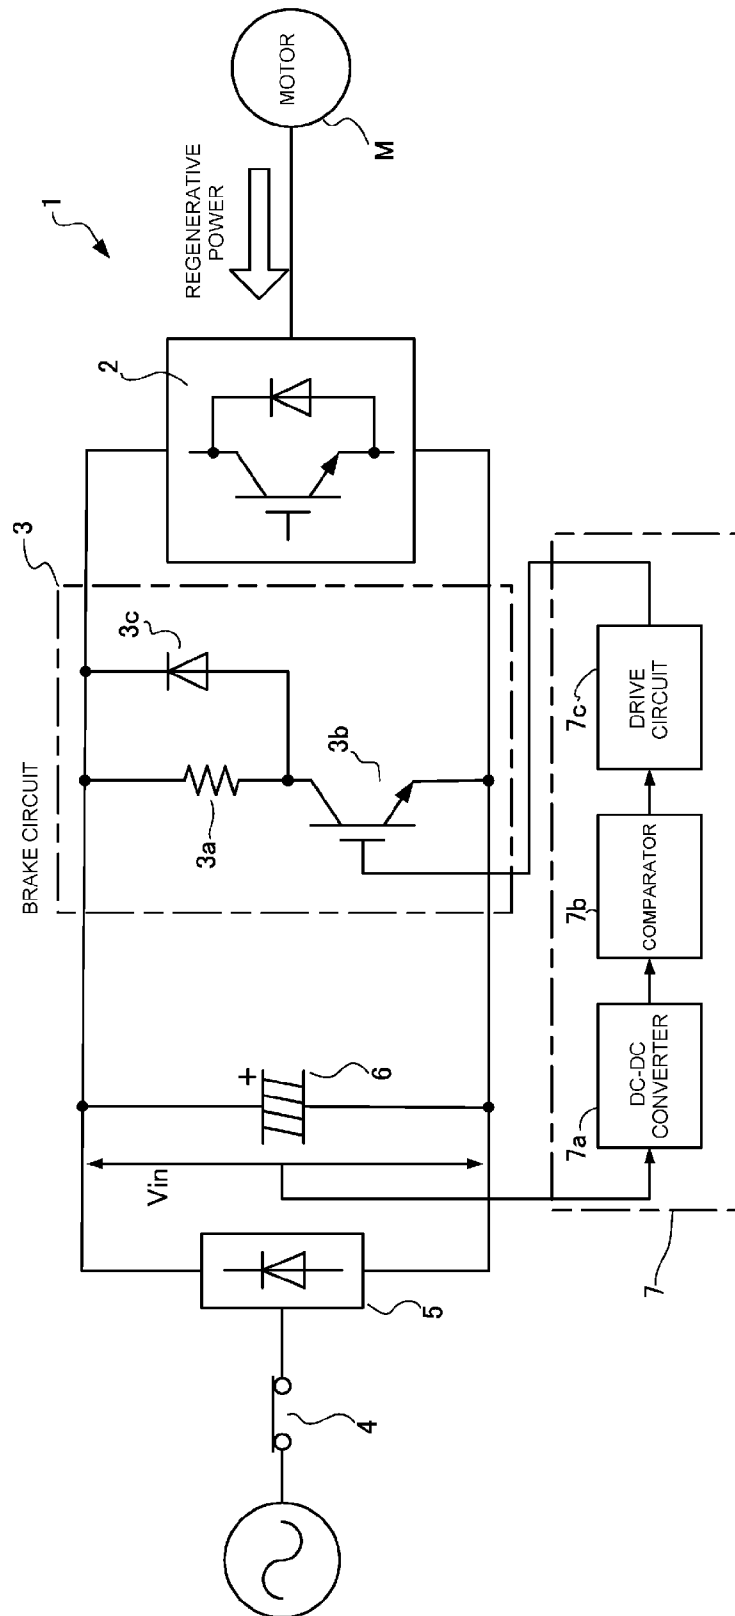 1
REGENERATIVE
POWER
MOTOR
M
2
3
BRAKE CIRCUIT
3c
3a
3b
+
6
Vin
5
4
7
7a
DC-DC
CONVERTER
7b
COMPARATOR
7c
DRIVE
CIRCUIT